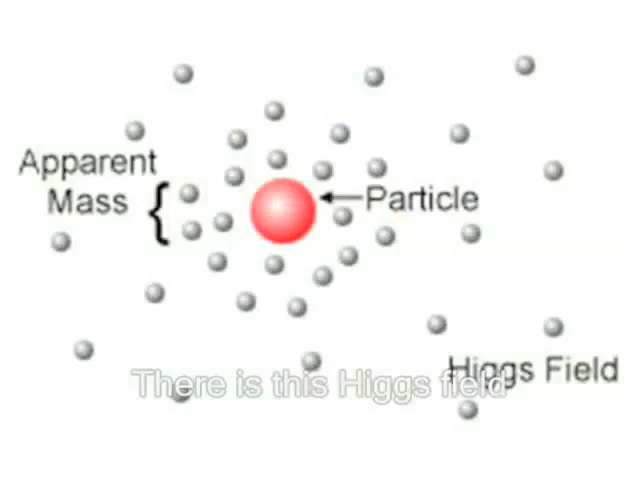 Apparent
Mass
Particle
Higgs Field
There is this Higgs field